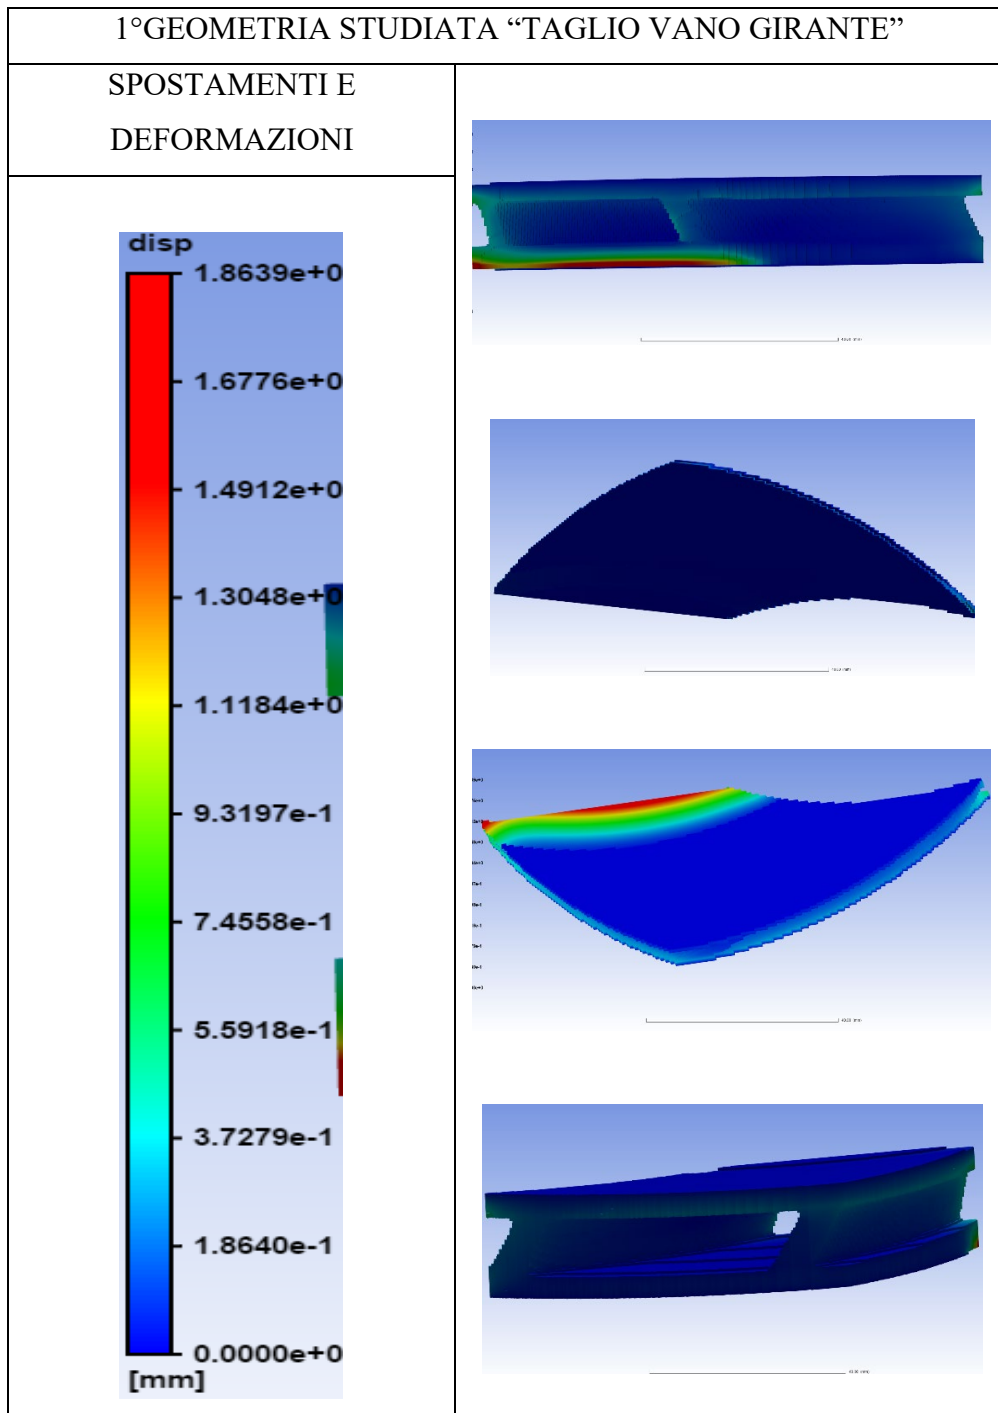 1°GEOMETRIA STUDIATA “TAGLIO VANO GIRANTE”
SPOSTAMENTI E
DEFORMAZIONI
disp
1.8639e+0
1.6776e+0
1.4912e+0
1.3048e+0
1.1184e+0
9.3197e-1
7.4558e-1
5.5918e-1
3.7279e-1
1.8640e-1
0.0000e+0
[mm]